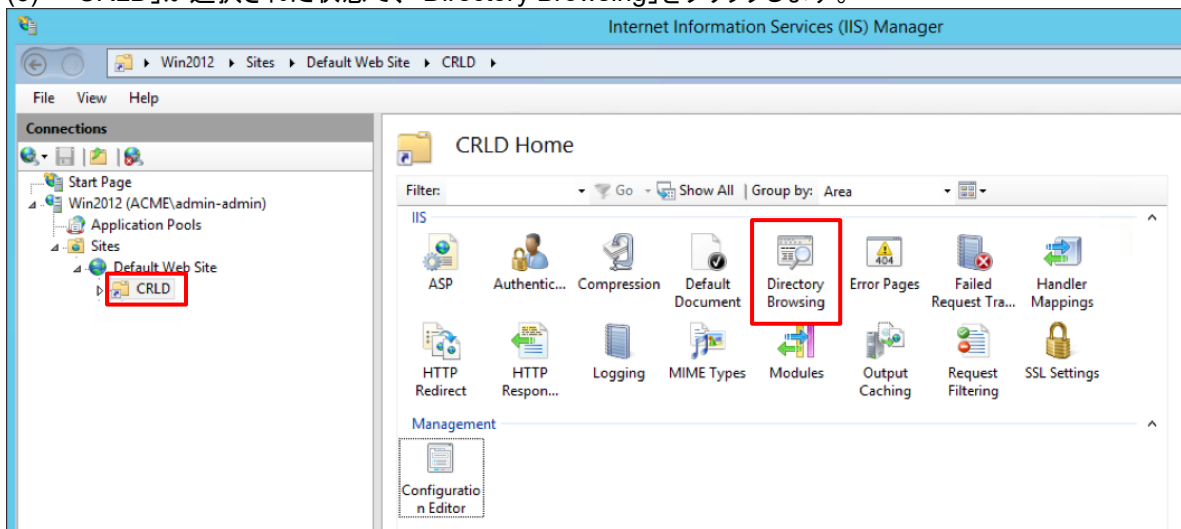 Internet Information Services (IIS) Manager
Win2012 Sites Default Web Site CRLD
File View Help
Connections
Start Page
Win2012 (ACME\admin-admin)
Application Pools
Sites
Default Web Site
CRLD
CRLD Home
Filter: Go Show All Group by: Area
IIS
ASP Authentic... Compression Default Document Directory Browsing Error Pages Failed Request Tra... Handler Mappings
404
HTTP Redirect HTTP Respon... Logging MIME Types Modules Output Caching Request Filtering SSL Settings
Management
Configuratio
n Editor